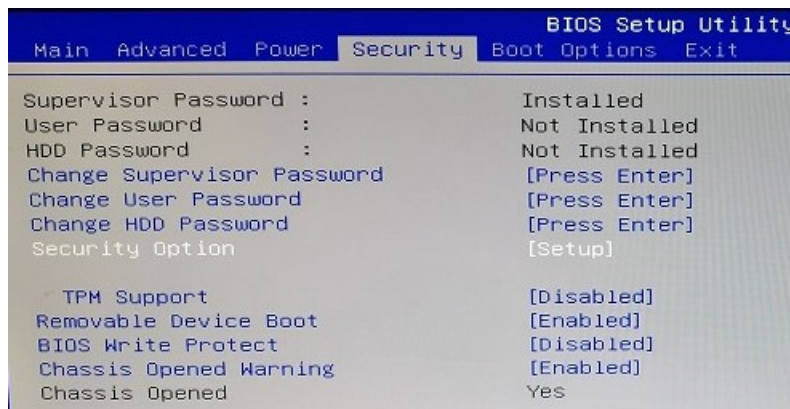 BIOS Setup Utility
Main Advanced Power Security Boot Options Exit
Supervisor Password : Installed
User Password : Not Installed
HDD Password : Not Installed
Change Supervisor Password [Press Enter]
Change User Password [Press Enter]
Change HDD Password [Press Enter]
Security Option [Setup]
TPM Support [Disabled]
Removable Device Boot [Enabled]
BIOS Write Protect [Disabled]
Chassis Opened Warning [Enabled]
Chassis Opened Yes